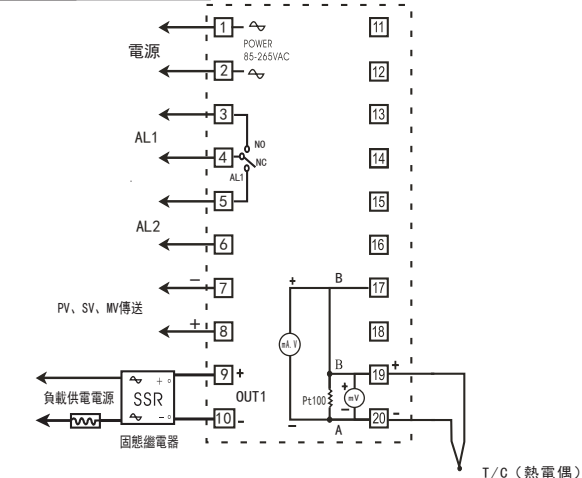 1
POWER
85-265VAC
電源
2
3
AL1
4
NO
NC
AL1
5
AL2
6
− 7
PV、SV、MV傳送
+ 8
9 +
OUT1
10 -
負載供電電源
SSR
+
-
固態繼電器
11
12
13
14
15
16
+ B 17
mA.V
18
B 19 +
Pt100
+
mV
−
− A 20 -
T/C（熱電偶）